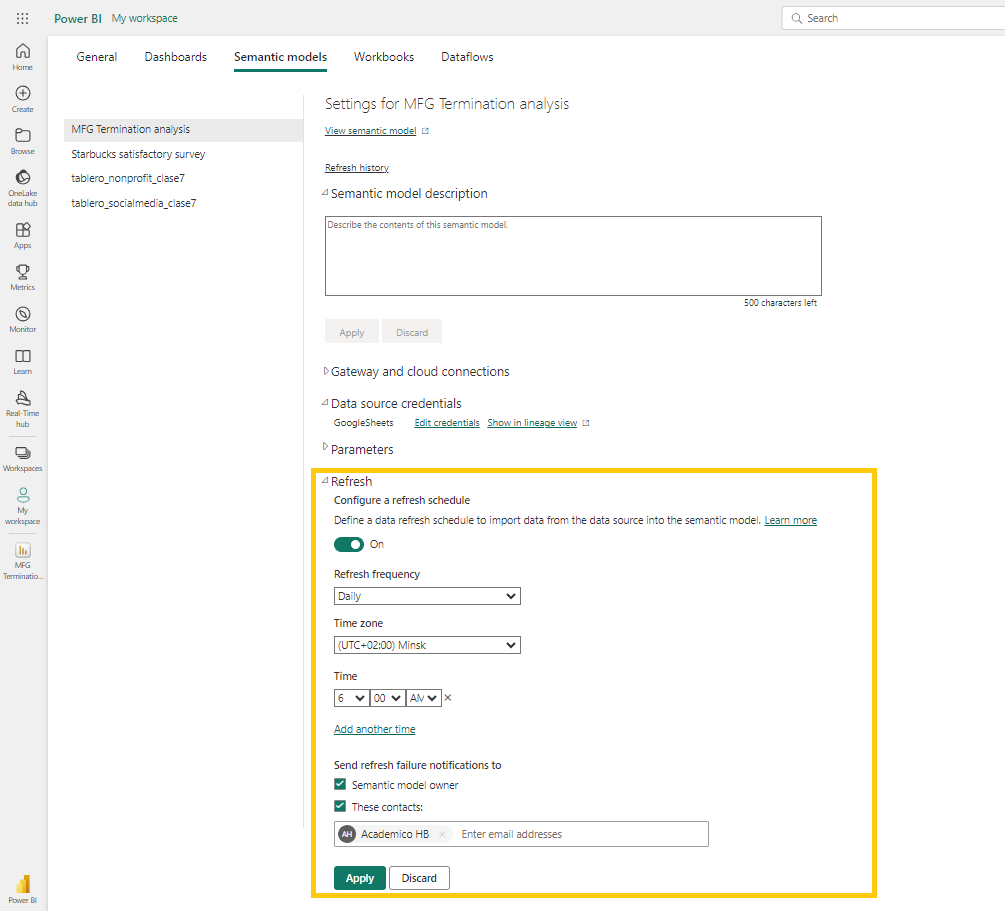 Power BI My workspace
Search
Home
Create
Browse
OneLake
data hub
Apps
Metrics
Monitor
Learn
Real-Time
hub
Workspaces
My
workspace
MFG
Terminatio...
Power BI
General Dashboards Semantic models Workbooks Dataflows
MFG Termination analysis
Starbucks satisfactory survey
tablero_nonprofit_clase7
tablero_socialmedia_clase7
Settings for MFG Termination analysis
View semantic model
Refresh history
Semantic model description
Describe the contents of this semantic model.
500 characters left
Apply Discard
Gateway and cloud connections
Data source credentials
GoogleSheets Edit credentials Show in lineage view
Parameters
Refresh
Configure a refresh schedule
Define a data refresh schedule to import data from the data source into the semantic model. Learn more
On
Refresh frequency
Daily
Time zone
(UTC+02:00) Minsk
Time
6 00 AM
Add another time
Send refresh failure notifications to
Semantic model owner
These contacts:
AH Academico HB Enter email addresses
Apply Discard